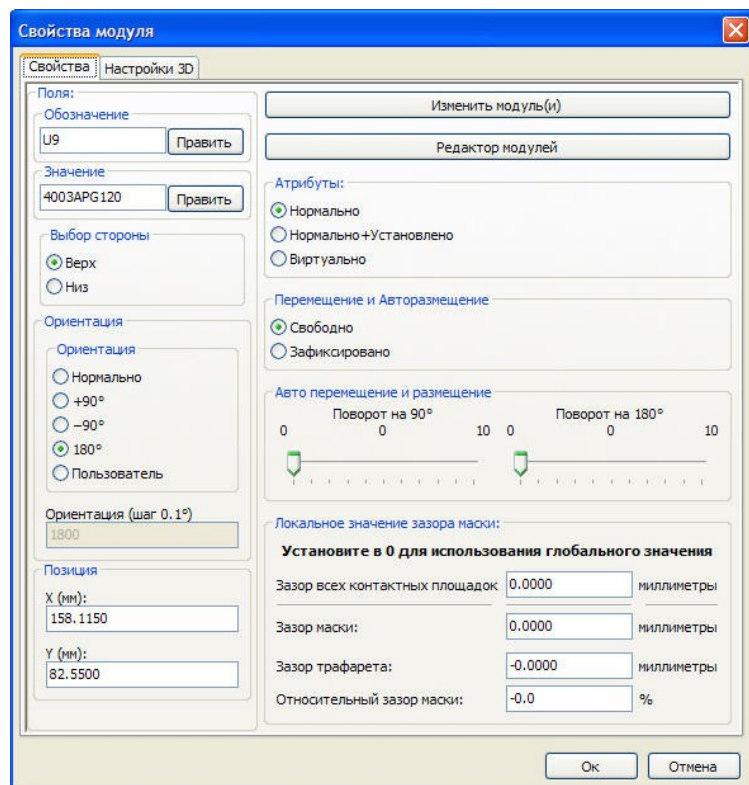 Свойства модуля
Свойства
Настройки 3D
Поля:
Обозначение
U9
Править
Значение
4003APG120
Править
Выбор стороны
Верх
Низ
Ориентация
Ориентация
Нормально
+90°
−90°
180°
Пользователь
Ориентация (шаг 0.1°)
1800
Позиция
X (мм):
158.1150
Y (мм):
82.5500
Изменить модуль(и)
Редактор модулей
Атрибуты:
Нормально
Нормально+Установлено
Виртуально
Перемещение и Авторазмещение
Свободно
Зафиксировано
Авто перемещение и размещение
Поворот на 90°
0 0 10
Поворот на 180°
0 0 10
Локальное значение зазора маски:
Установите в 0 для использования глобального значения
Зазор всех контактных площадок 0.0000 миллиметры
Зазор маски: 0.0000 миллиметры
Зазор трафарета: -0.0000 миллиметры
Относительный зазор маски: -0.0 %
Ок
Отмена